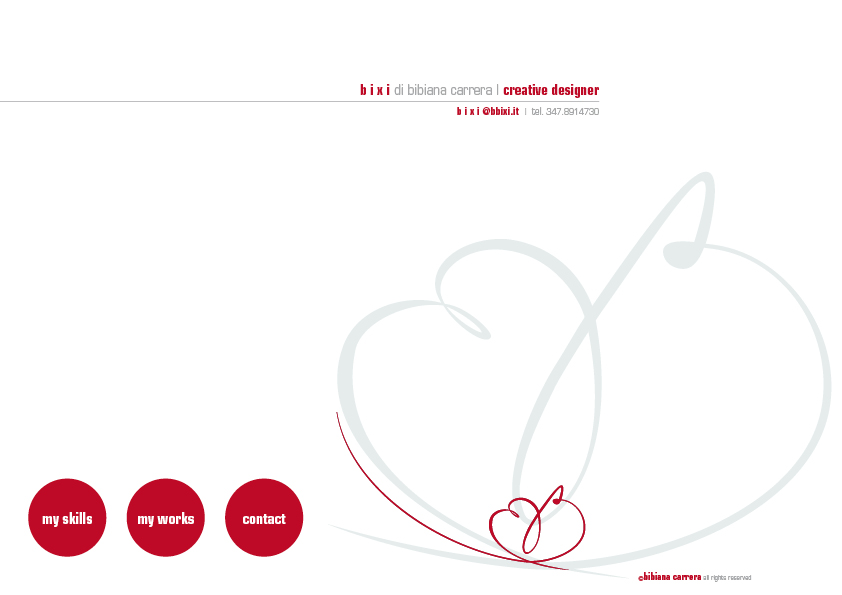 b i x i di bibiana carrera | creative designer
b i x i @bbixi.it | tel. 347.8914730
my skills
my works
contact
©bibiana carrera all rights reserved